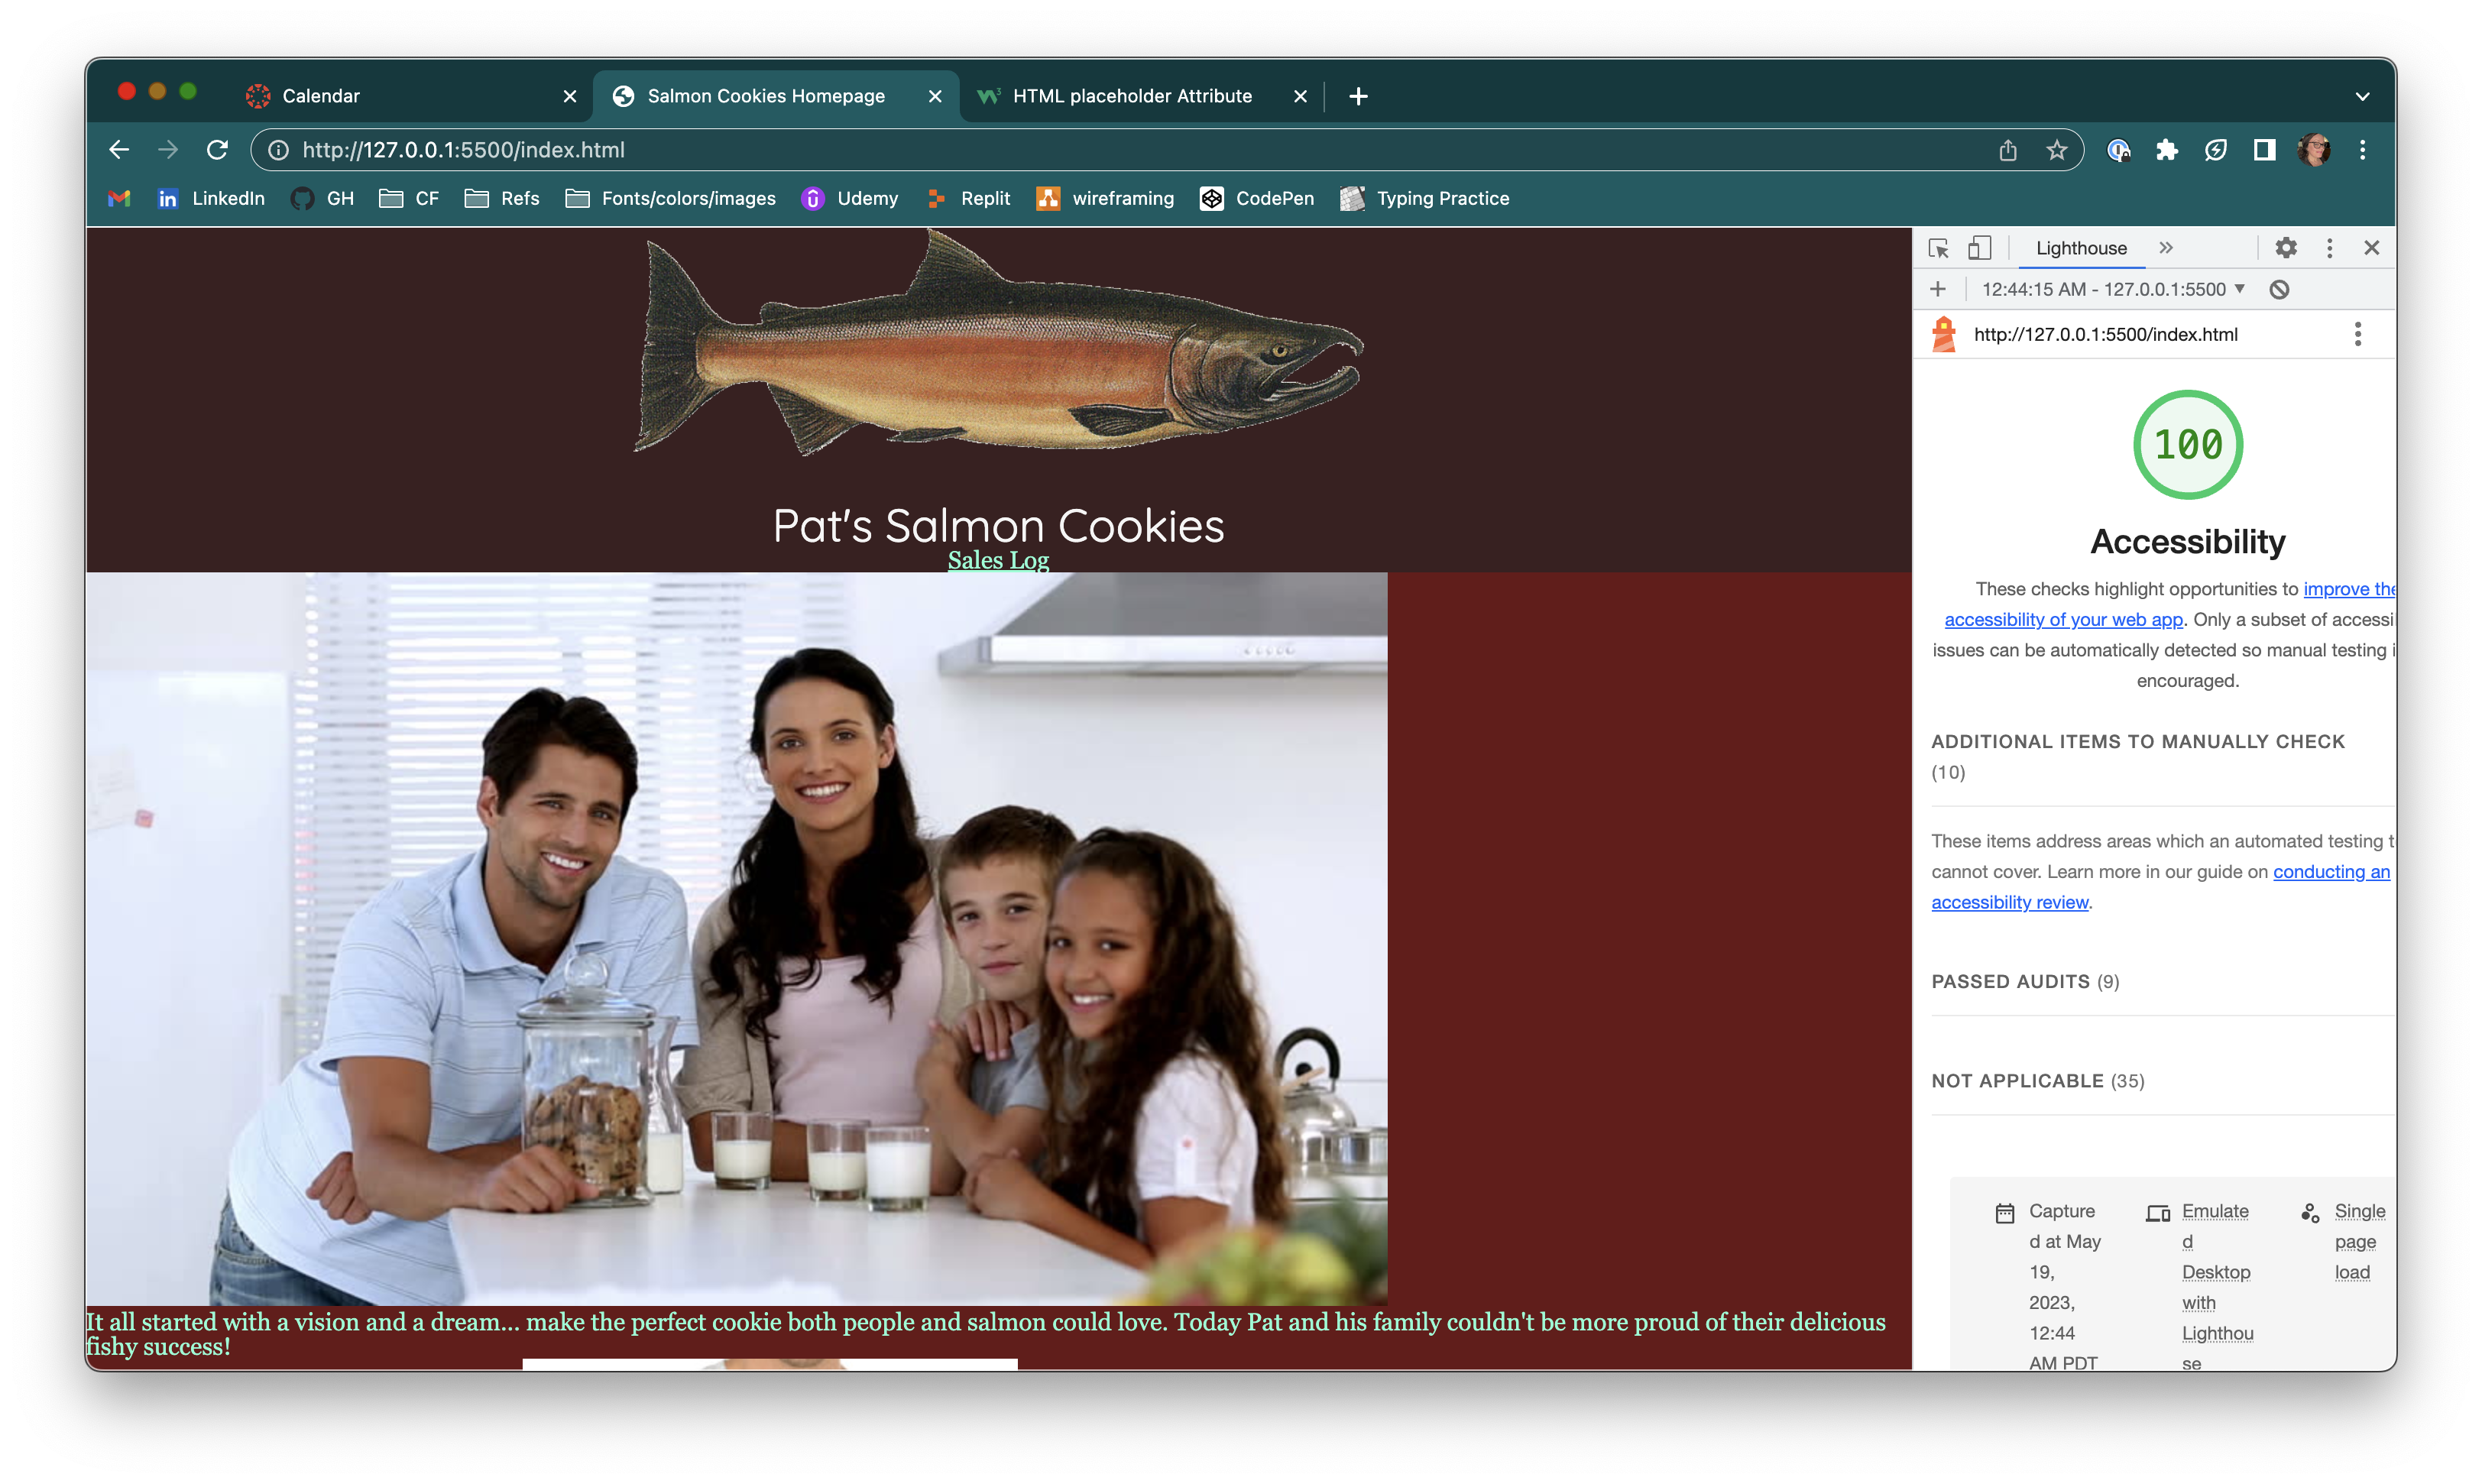 Calendar
Salmon Cookies Homepage
HTML placeholder Attribute
http://127.0.0.1:5500/index.html
LinkedIn
GH
CF
Refs
Fonts/colors/images
Udemy
Replit
wireframing
CodePen
Typing Practice
Pat's Salmon Cookies
Sales Log
It all started with a vision and a dream... make the perfect cookie both people and salmon could love. Today Pat and his family couldn't be more proud of their delicious
fishy success!
Lighthouse
12:44:15 AM - 127.0.0.1:5500
http://127.0.0.1:5500/index.html
100
Accessibility
These checks highlight opportunities to improve the
accessibility of your web app. Only a subset of accessi
issues can be automatically detected so manual testing i
encouraged.
ADDITIONAL ITEMS TO MANUALLY CHECK
(10)
These items address areas which an automated testing t
cannot cover. Learn more in our guide on conducting an
accessibility review.
PASSED AUDITS (9)
NOT APPLICABLE (35)
Capture
d at May
19,
2023,
12:44
AM PDT
Emulate
d
Desktop
with
Lighthou
se
Single
page
load